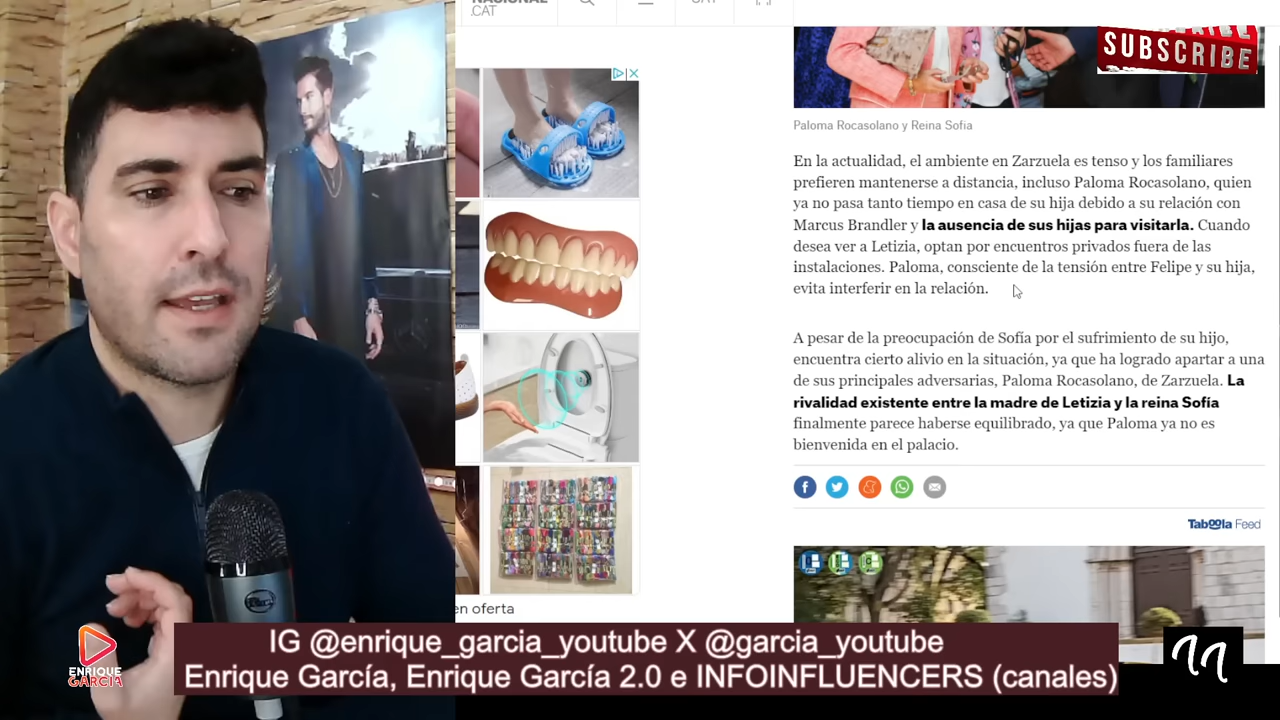 NACIONAL
.CAT
CAT
SUBSCRIBE
Paloma Rocasolano y Reina Sofia
En la actualidad, el ambiente en Zarzuela es tenso y los familiares
prefieren mantenerse a distancia, incluso Paloma Rocasolano, quien
ya no pasa tanto tiempo en casa de su hija debido a su relación con
Marcus Brandler y la ausencia de sus hijas para visitarla. Cuando
desea ver a Letizia, optan por encuentros privados fuera de las
instalaciones. Paloma, consciente de la tensión entre Felipe y su hija,
evita interferir en la relación.
A pesar de la preocupación de Sofía por el sufrimiento de su hijo,
encuentra cierto alivio en la situación, ya que ha logrado apartar a una
de sus principales adversarias, Paloma Rocasolano, de Zarzuela. La
rivalidad existente entre la madre de Letizia y la reina Sofía
finalmente parece haberse equilibrado, ya que Paloma ya no es
bienvenida en el palacio.
Taboola Feed
en oferta
IG @enrique_garcia_youtube X @garcia_youtube
Enrique García, Enrique García 2.0 e INFOINFLUENCERS (canales)
ENRIQUE
GARCÍA